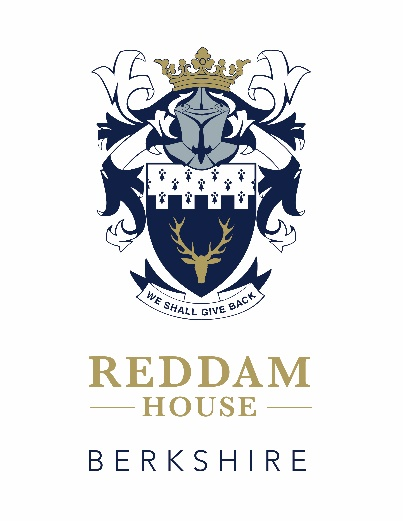 WE SHALL GIVE BACK
REDDAM
HOUSE
BERKSHIRE